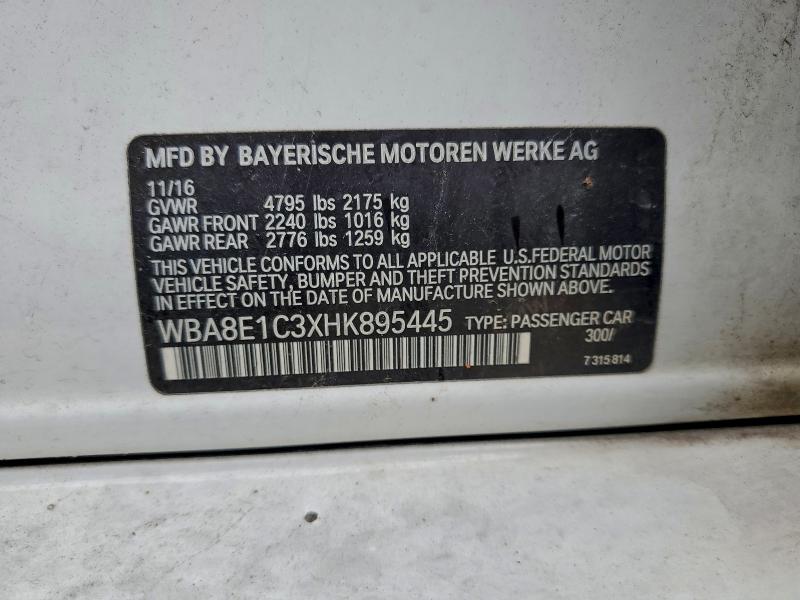 MFD BY BAYERISCHE MOTOREN WERKE AG
11/16
GVWR 4795 lbs 2175 kg
GAWR FRONT 2240 lbs 1016 kg
GAWR REAR 2776 lbs 1259 kg
THIS VEHICLE CONFORMS TO ALL APPLICABLE U.S.FEDERAL MOTOR
VEHICLE SAFETY, BUMPER AND THEFT PREVENTION STANDARDS
IN EFFECT ON THE DATE OF MANUFACTURE SHOWN ABOVE.
WBA8E1C3XHK895445 TYPE: PASSENGER CAR
300/
7 315 814